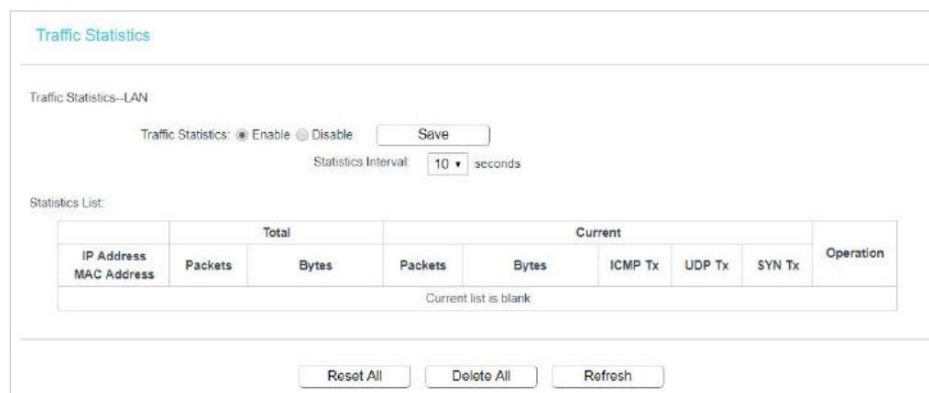 Traffic Statistics
Traffic Statistics--LAN
Traffic Statistics: Enable Disable Save
Statistics Interval: 10 seconds
Statistics List:
Total Current
IP Address MAC Address Packets Bytes Packets Bytes ICMP Tx UDP Tx SYN Tx Operation
Current list is blank
Reset All Delete All Refresh